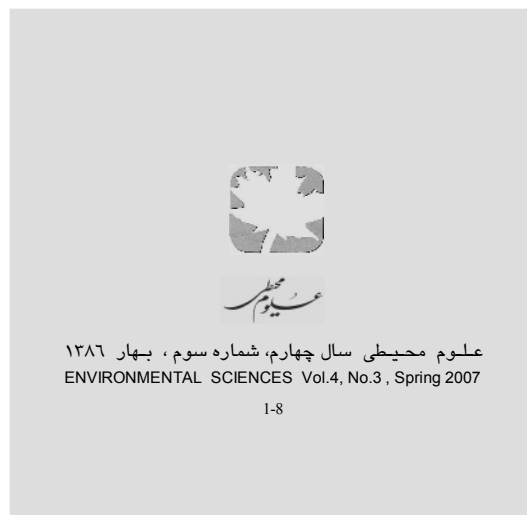 علوم محیطی
علـوم محـیـطی سال چهارم، شماره سوم ، بـهار ١٣٨٦
ENVIRONMENTAL SCIENCES Vol.4, No.3 , Spring 2007
1-8